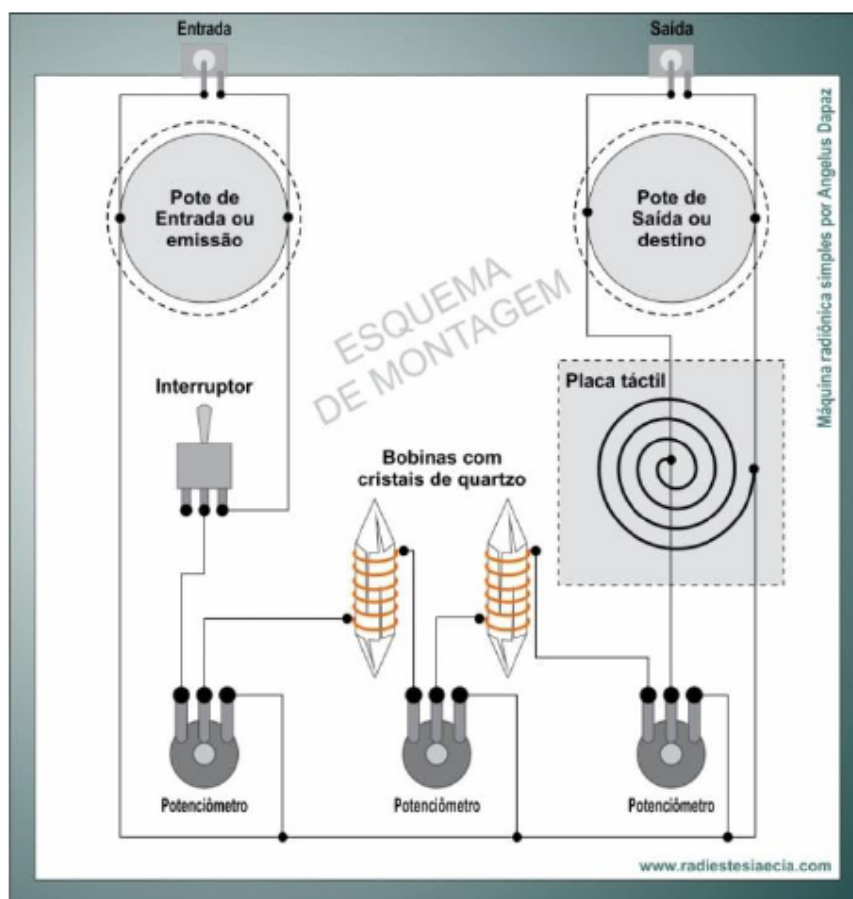 Entrada
Saída
Pote de
Entrada ou
emissão
Pote de
Saída ou
destino
ESQUEMA
DE MONTAGEM
Máquina radiónica simples por Angelus Dapaz
Interruptor
Placa táctil
Bobinas com
cristais de quartzo
Potenciômetro
Potenciômetro
Potenciômetro
www.radiestesiaecia.com